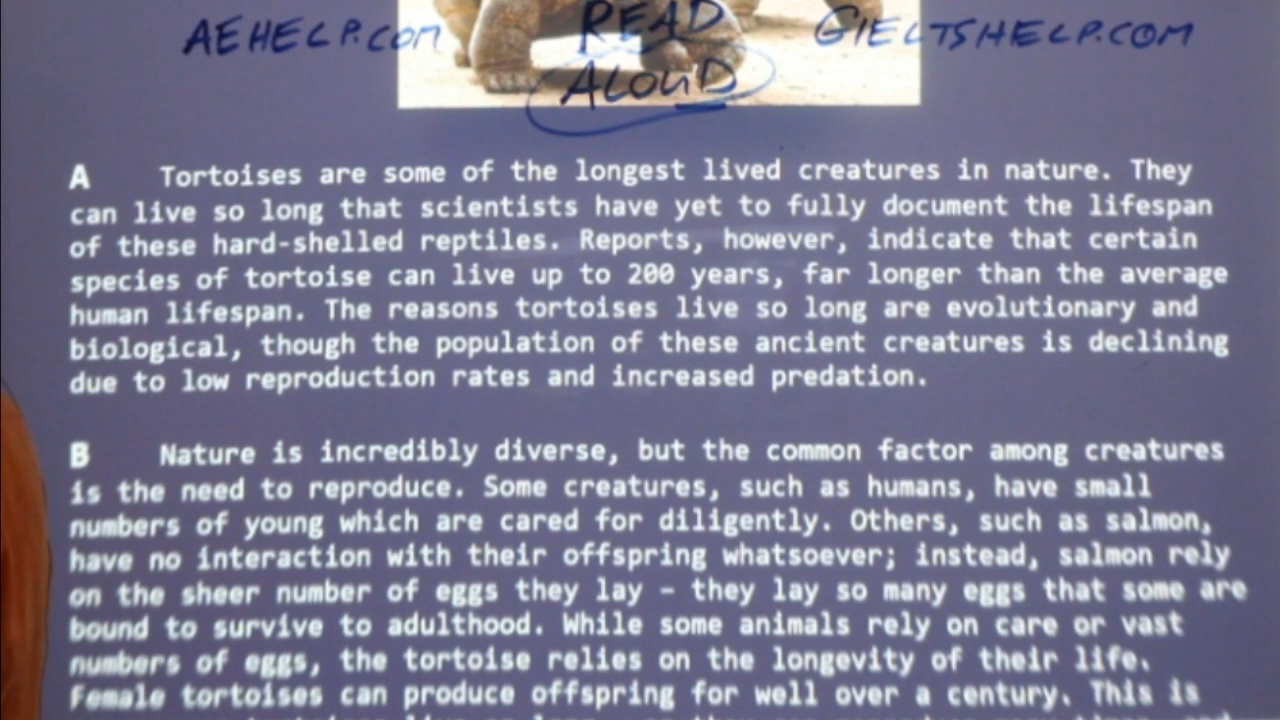 AEHELP.COM READ GIELTSHELP.COM
ALOUD
A Tortoises are some of the longest lived creatures in nature. They
can live so long that scientists have yet to fully document the lifespan
of these hard-shelled reptiles. Reports, however, indicate that certain
species of tortoise can live up to 200 years, far longer than the average
human lifespan. The reasons tortoises live so long are evolutionary and
biological, though the population of these ancient creatures is declining
due to low reproduction rates and increased predation.
B Nature is incredibly diverse, but the common factor among creatures
is the need to reproduce. Some creatures, such as humans, have small
numbers of young which are cared for diligently. Others, such as salmon,
have no interaction with their offspring whatsoever; instead, salmon rely
on the sheer number of eggs they lay – they lay so many eggs that some are
bound to survive to adulthood. While some animals rely on care or vast
numbers of eggs, the tortoise relies on the longevity of their life.
Female tortoises can produce offspring for well over a century. This is